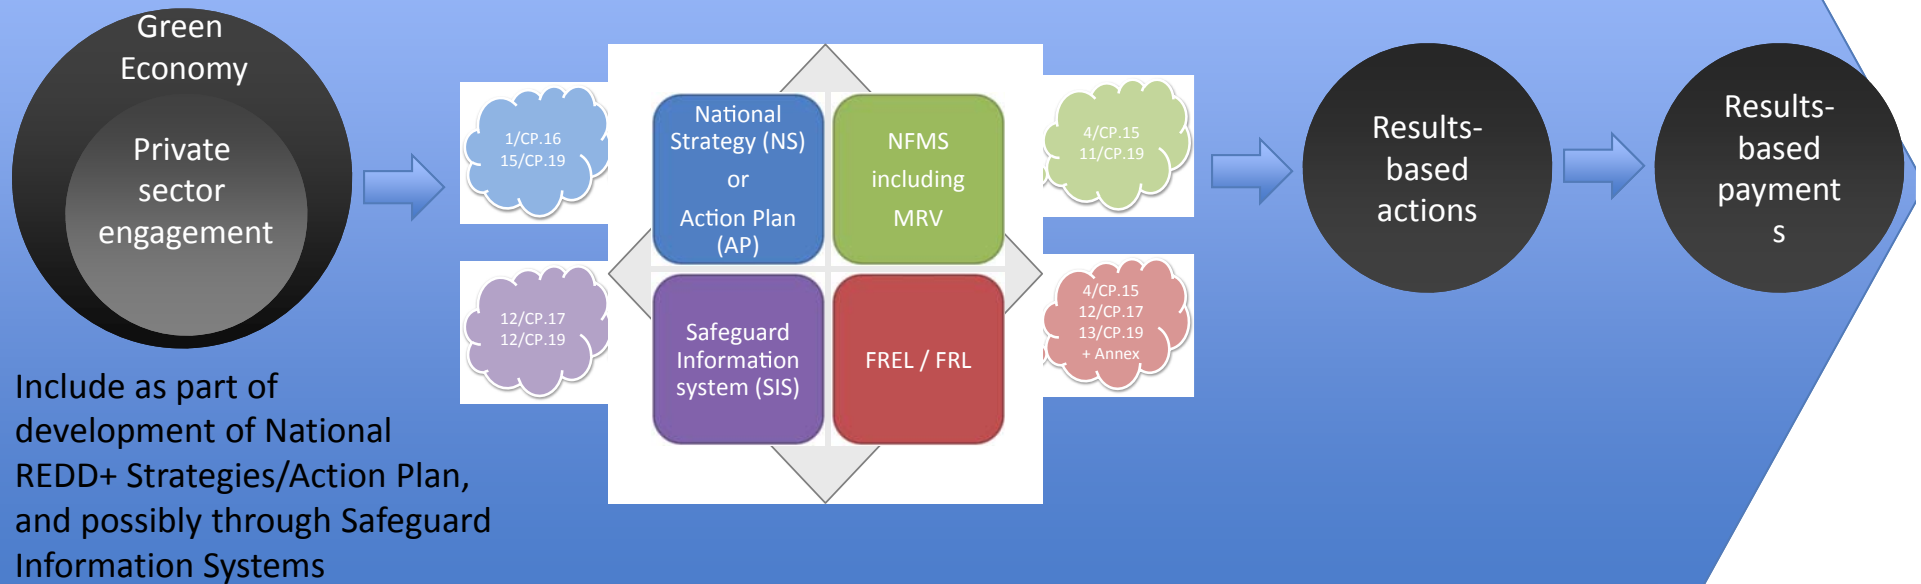 Green
Economy
Private
sector
engagement
Include as part of
development of National
REDD+ Strategies/Action Plan,
and possibly through Safeguard
Information Systems
1/CP.16
15/CP.19
12/CP.17
12/CP.19
National
Strategy (NS)
or
Action Plan
(AP)
NFMS
including
MRV
Safeguard
Information
system (SIS)
FREL / FRL
4/CP.15
11/CP.19
4/CP.15
12/CP.17
13/CP.19
+ Annex
Results-
based
actions
Results-
based
payment
s